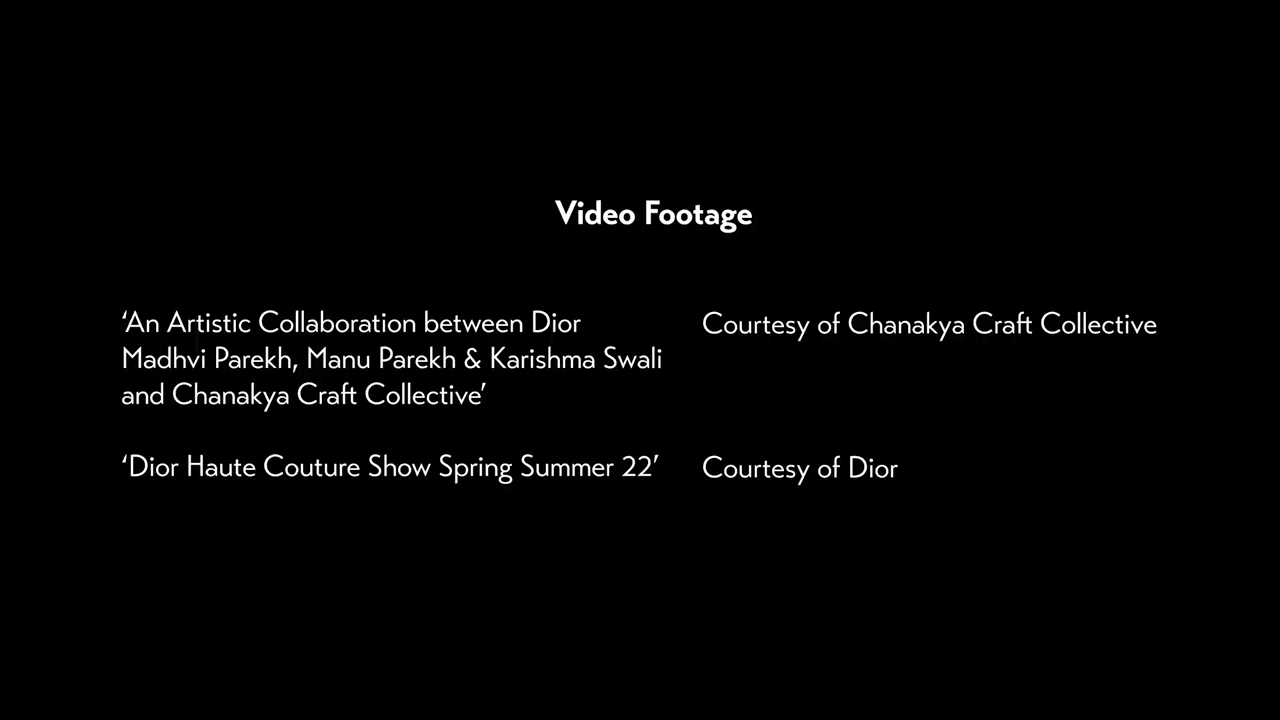 Video Footage
‘An Artistic Collaboration between Dior
Madhvi Parekh, Manu Parekh & Karishma Swali
and Chanakya Craft Collective’
Courtesy of Chanakya Craft Collective
‘Dior Haute Couture Show Spring Summer 22’
Courtesy of Dior